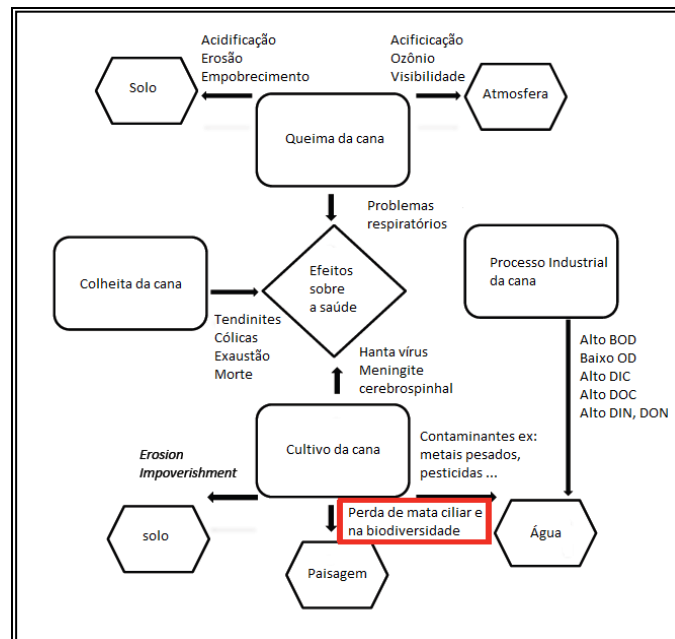 Acidificação
Erosão
Empobrecimento
Acificicação
Ozônio
Visibilidade
Solo
Atmosfera
Queima da cana
Problemas
respiratórios
Colheita da cana
Efeitos
sobre
a saúde
Processo Industrial
da cana
Tendinites
Cólicas
Exaustão
Morte
Hanta vírus
Meningite
cerebrospinhal
Alto BOD
Baixo OD
Alto DIC
Alto DOC
Alto DIN, DON
Erosion
Impoverishment
Cultivo da cana
Contaminantes ex:
metais pesados,
pesticidas ...
solo
Perda de mata ciliar e
na biodiversidade
Paisagem
Água